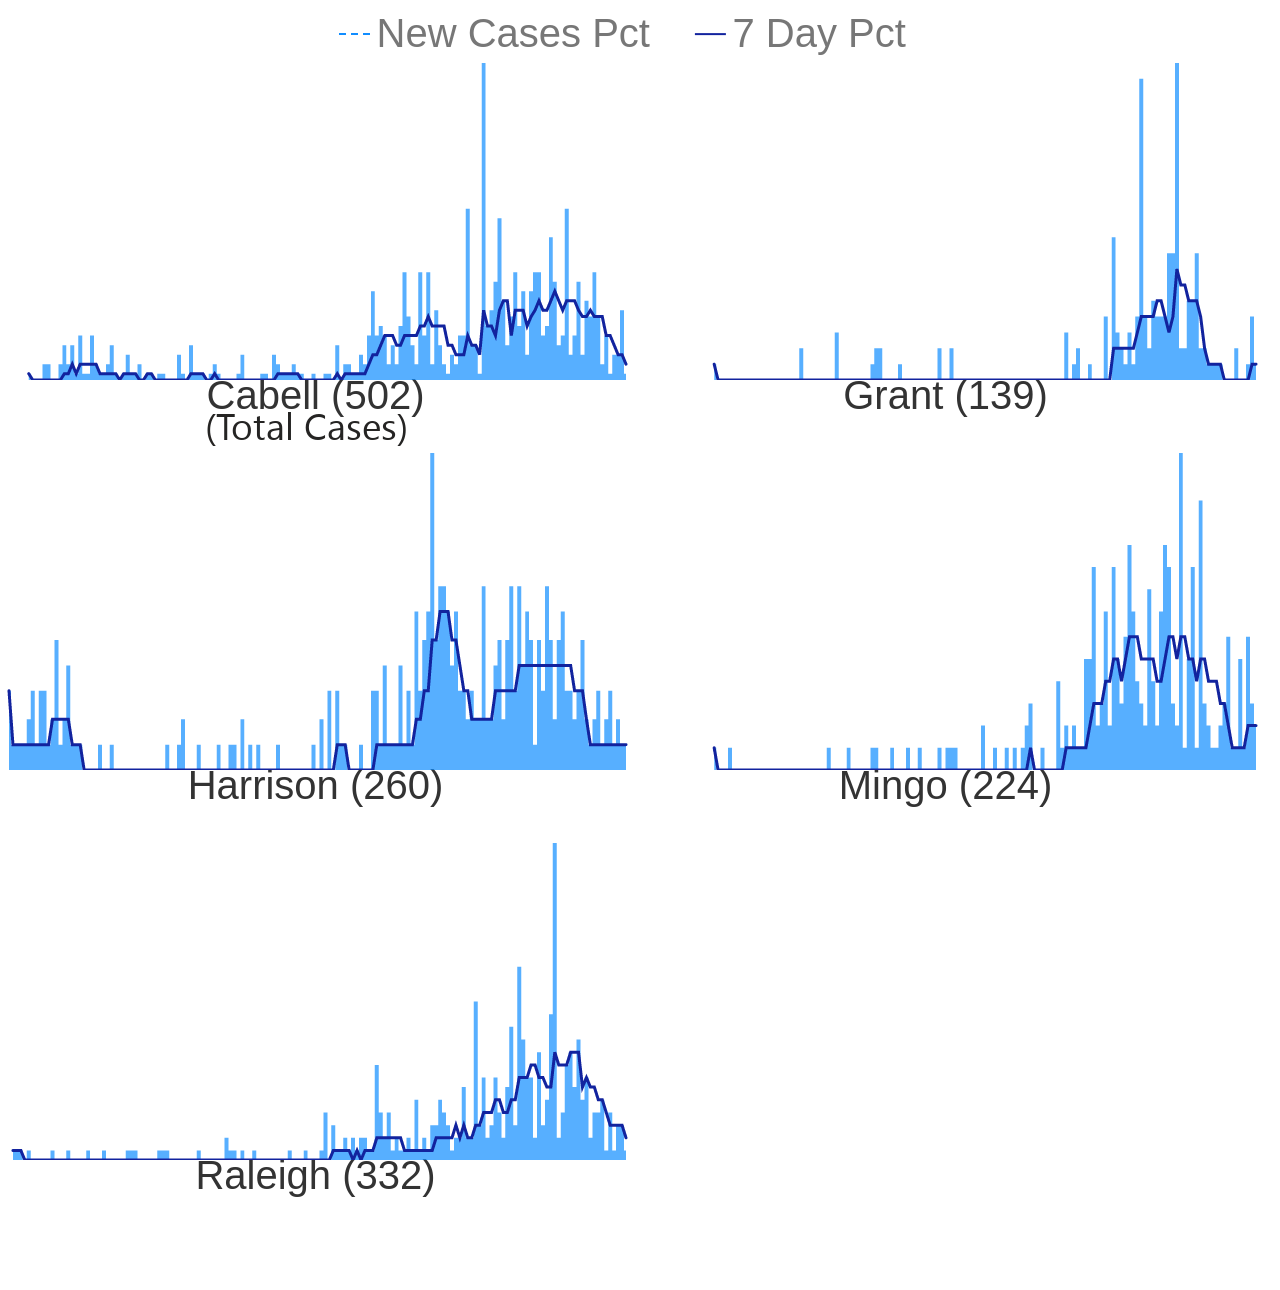 New Cases Pct 7 Day Pct
Cabell (502) Grant (139)
(Total Cases)
Harrison (260) Mingo (224)
Raleigh (332)